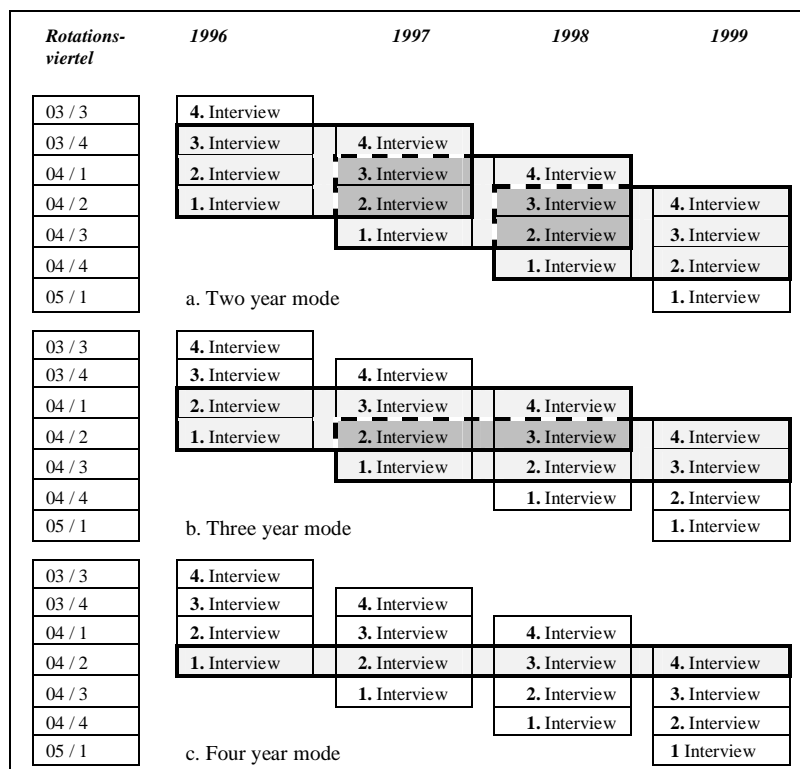 Rotations- 1996 1997 1998 1999
viertel
03 / 3 4. Interview
03 / 4 3. Interview 4. Interview
04 / 1 2. Interview 3. Interview 4. Interview
04 / 2 1. Interview 2. Interview 3. Interview 4. Interview
04 / 3 1. Interview 2. Interview 3. Interview
04 / 4 1. Interview 2. Interview
05 / 1 a. Two year mode 1. Interview
03 / 3 4. Interview
03 / 4 3. Interview 4. Interview
04 / 1 2. Interview 3. Interview 4. Interview
04 / 2 1. Interview 2. Interview 3. Interview 4. Interview
04 / 3 1. Interview 2. Interview 3. Interview
04 / 4 1. Interview 2. Interview
05 / 1 b. Three year mode 1. Interview
03 / 3 4. Interview
03 / 4 3. Interview 4. Interview
04 / 1 2. Interview 3. Interview 4. Interview
04 / 2 1. Interview 2. Interview 3. Interview 4. Interview
04 / 3 1. Interview 2. Interview 3. Interview
04 / 4 1. Interview 2. Interview
05 / 1 c. Four year mode 1 Interview